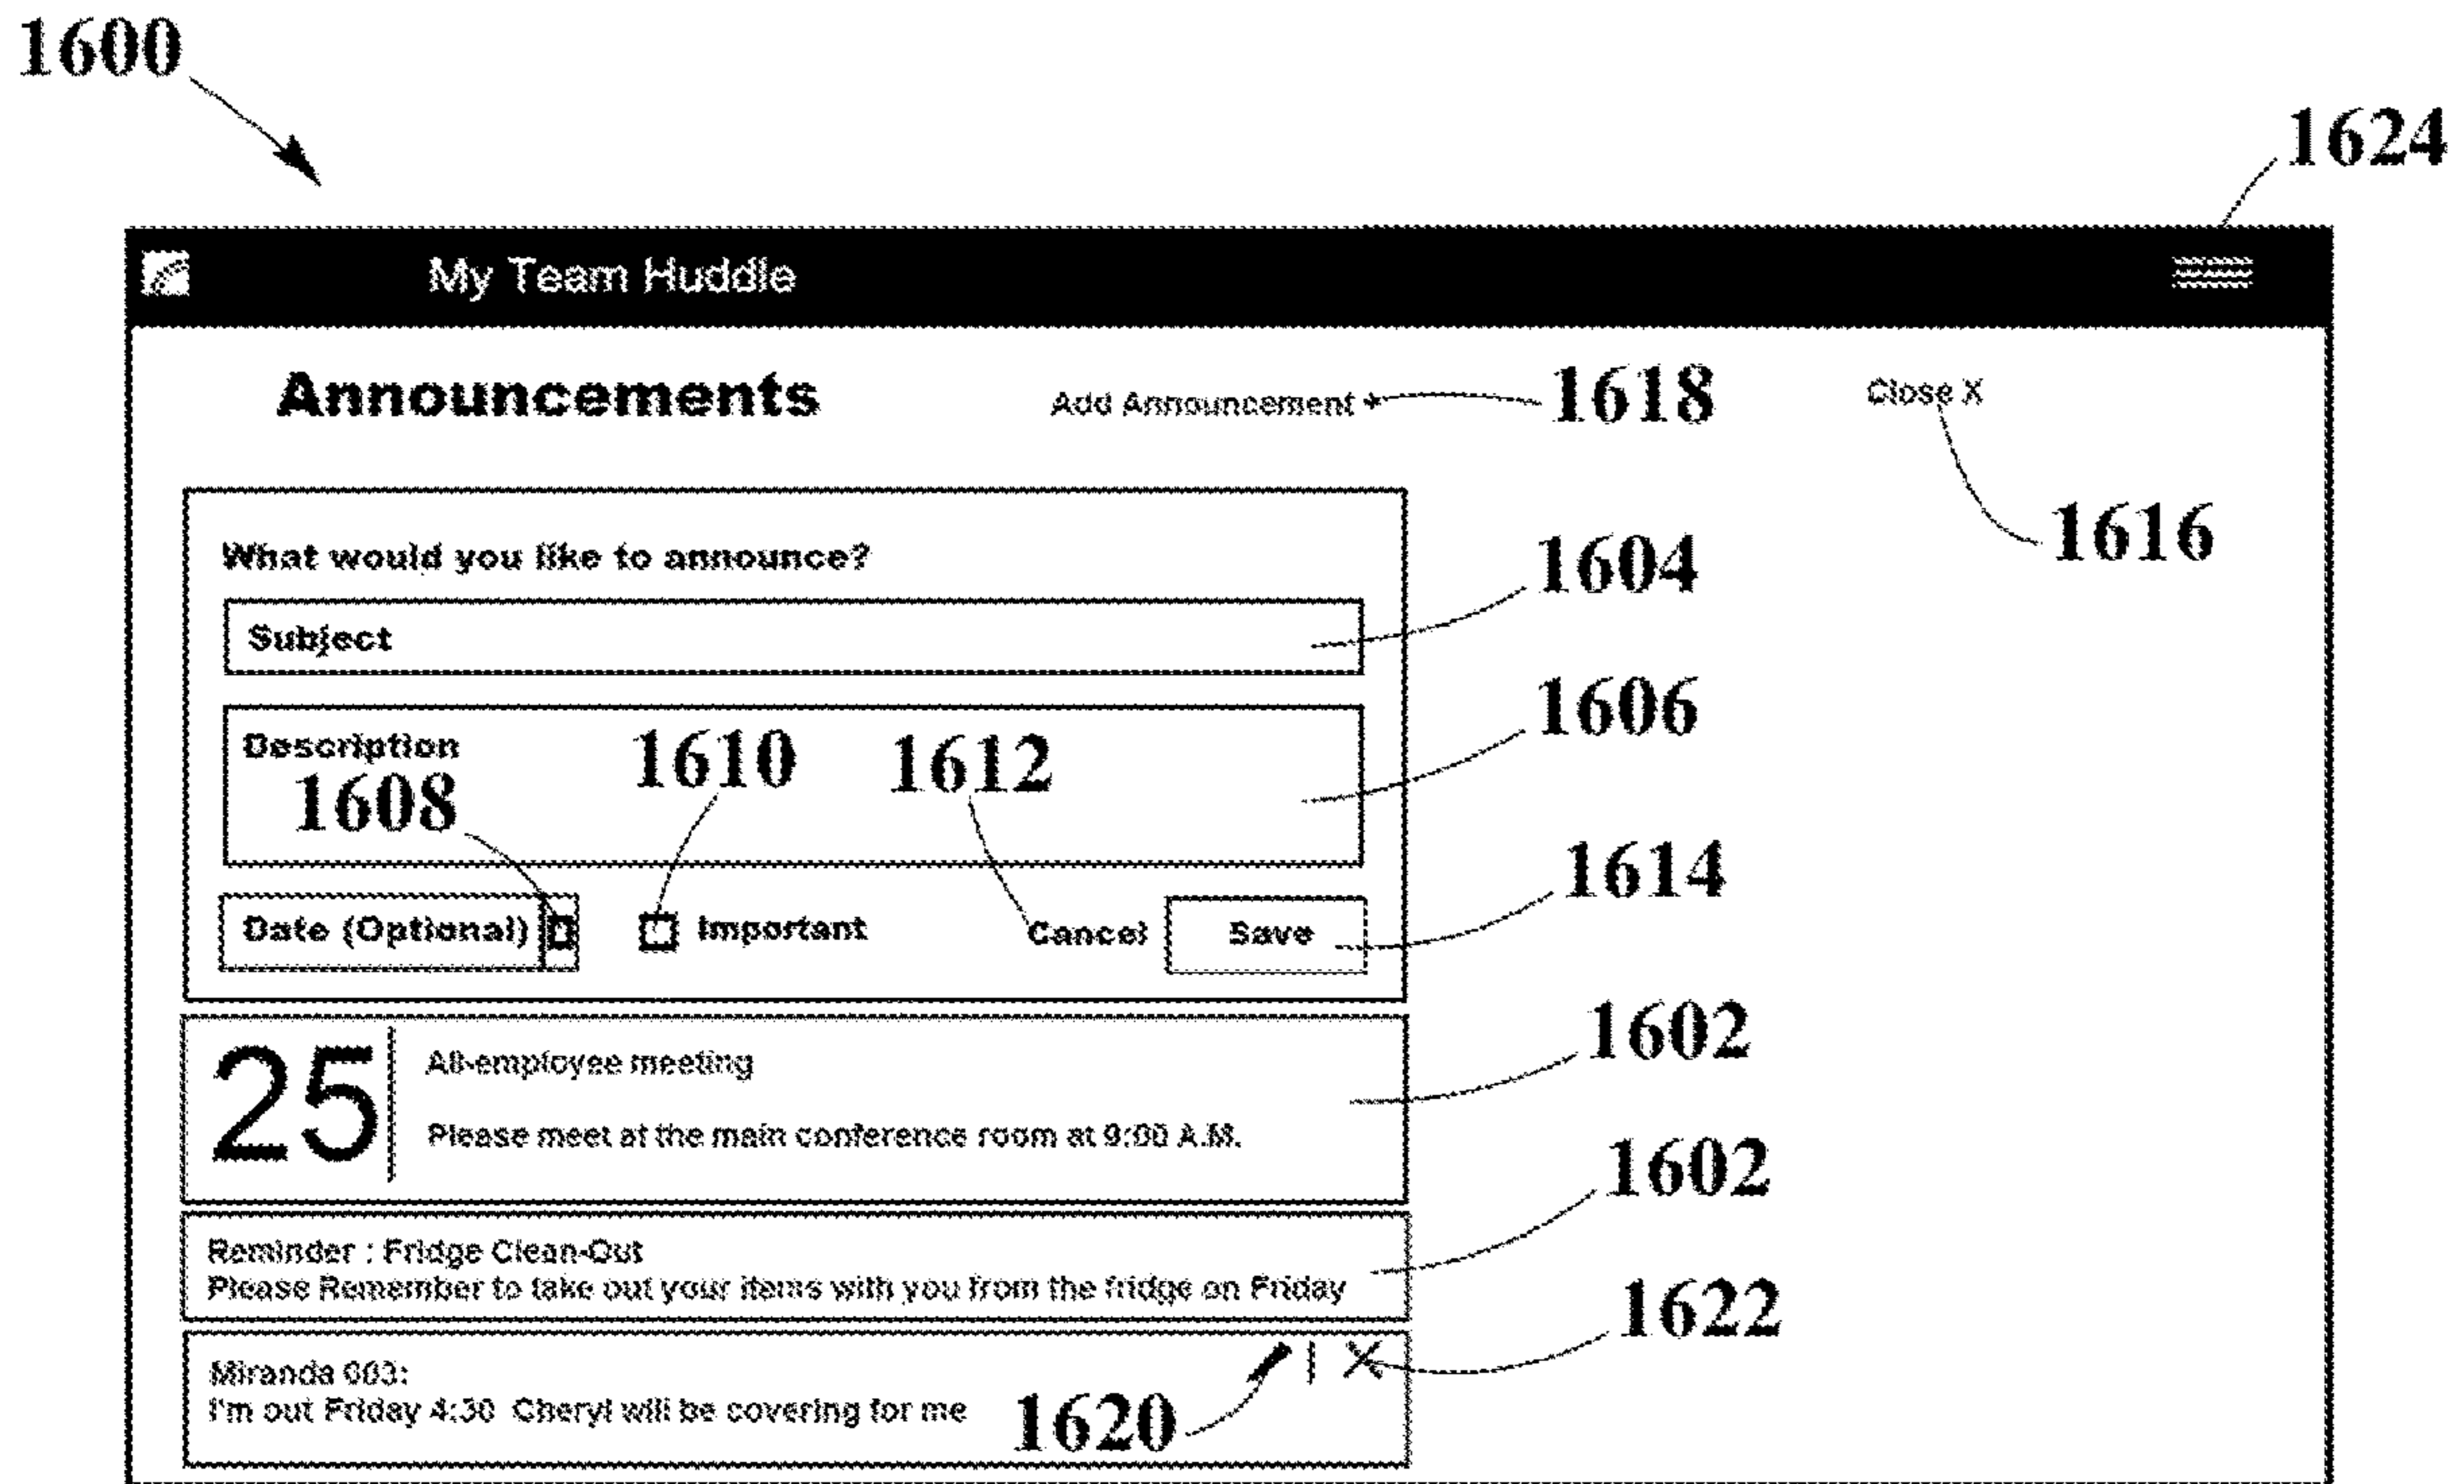 1600
1624
My Team Huddle
Announcements
Add Announcement +
1618
Close X
1616
What would you like to announce?
1604
Subject
1606
Description
1608
1610
1612
1614
Date (Optional)
Important
Cancel
Save
1602
25
All-employee meeting
Please meet at the main conference room at 9:00 A.M.
1602
Reminder : Fridge Clean-Out
Please Remember to take out your items with you from the fridge on Friday
1622
Miranda
I'm out Friday 4:30 Cheryl will be covering for me
1620